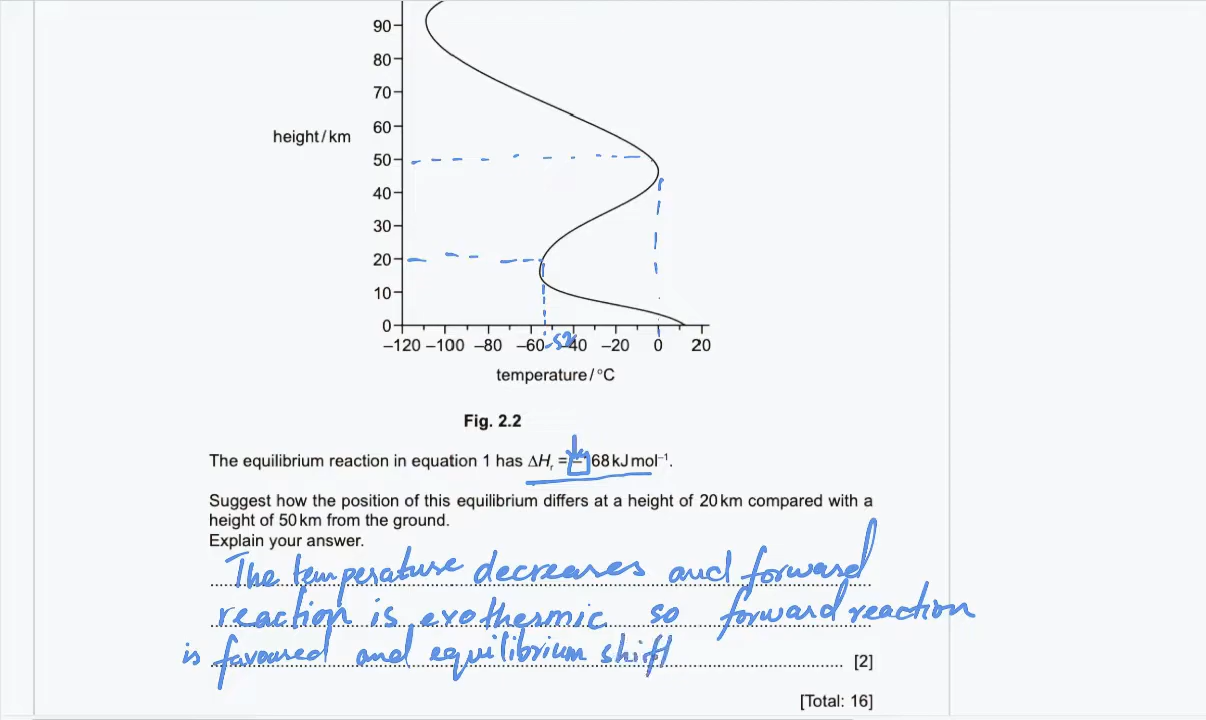 90
80
70
60
height / km
50
40
30
20
10
0
–120 –100 –80 –60 –40 –20 0 20
-52
temperature / °C
Fig. 2.2
The equilibrium reaction in equation 1 has ΔHr = –168 kJ mol⁻¹.
Suggest how the position of this equilibrium differs at a height of 20 km compared with a
height of 50 km from the ground.
Explain your answer.
The temperature decreases and forward
reaction is exothermic so forward reaction
is favoured and equilibrium shift
[2]
[Total: 16]